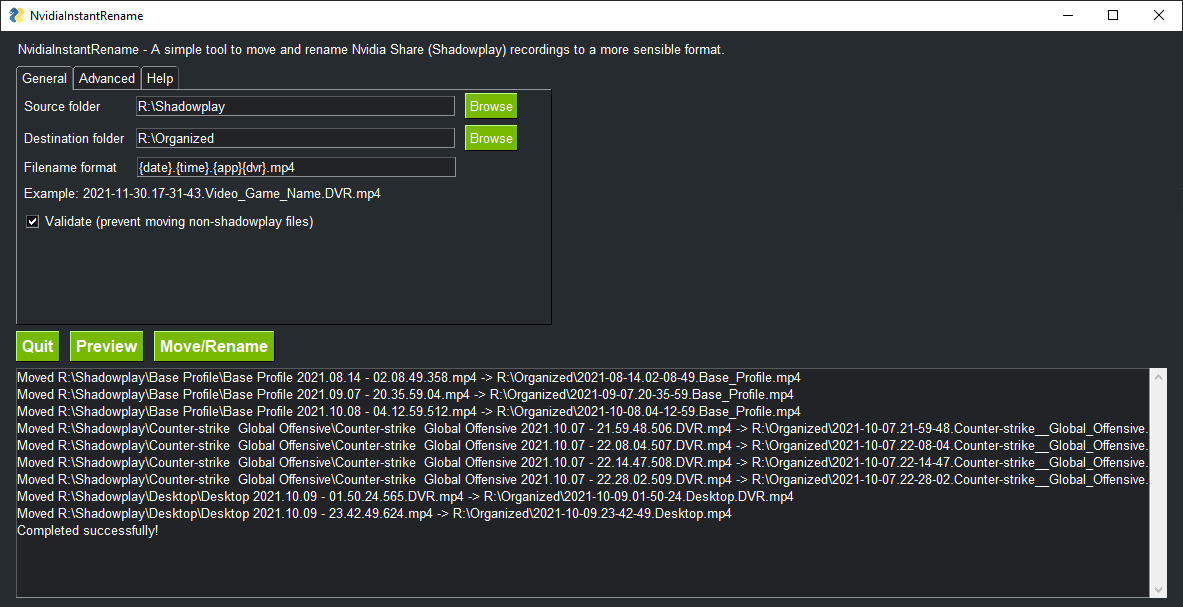 NvidiaInstantRename
NvidiaInstantRename - A simple tool to move and rename Nvidia Share (Shadowplay) recordings to a more sensible format.
General Advanced Help
Source folder R:\Shadowplay Browse
Destination folder R:\Organized Browse
Filename format {date}.{time}.{app}{dvr}.mp4
Example: 2021-11-30.17-31-43.Video_Game_Name.DVR.mp4
Validate (prevent moving non-shadowplay files)
Quit Preview Move/Rename
Moved R:\Shadowplay\Base Profile\Base Profile 2021.08.14 - 02.08.49.358.mp4 -> R:\Organized\2021-08-14.02-08-49.Base_Profile.mp4
Moved R:\Shadowplay\Base Profile\Base Profile 2021.09.07 - 20.35.59.04.mp4 -> R:\Organized\2021-09-07.20-35-59.Base_Profile.mp4
Moved R:\Shadowplay\Base Profile\Base Profile 2021.10.08 - 04.12.59.512.mp4 -> R:\Organized\2021-10-08.04-12-59.Base_Profile.mp4
Moved R:\Shadowplay\Counter-strike  Global Offensive\Counter-strike  Global Offensive 2021.10.07 - 21.59.48.506.DVR.mp4 -> R:\Organized\2021-10-07.21-59-48.Counter-strike__Global_Offensive.
Moved R:\Shadowplay\Counter-strike  Global Offensive\Counter-strike  Global Offensive 2021.10.07 - 22.08.04.507.DVR.mp4 -> R:\Organized\2021-10-07.22-08-04.Counter-strike__Global_Offensive.
Moved R:\Shadowplay\Counter-strike  Global Offensive\Counter-strike  Global Offensive 2021.10.07 - 22.14.47.508.DVR.mp4 -> R:\Organized\2021-10-07.22-14-47.Counter-strike__Global_Offensive.
Moved R:\Shadowplay\Counter-strike  Global Offensive\Counter-strike  Global Offensive 2021.10.07 - 22.28.02.509.DVR.mp4 -> R:\Organized\2021-10-07.22-28-02.Counter-strike__Global_Offensive.
Moved R:\Shadowplay\Desktop\Desktop 2021.10.09 - 01.50.24.565.DVR.mp4 -> R:\Organized\2021-10-09.01-50-24.Desktop.DVR.mp4
Moved R:\Shadowplay\Desktop\Desktop 2021.10.09 - 23.42.49.624.mp4 -> R:\Organized\2021-10-09.23-42-49.Desktop.mp4
Completed successfully!